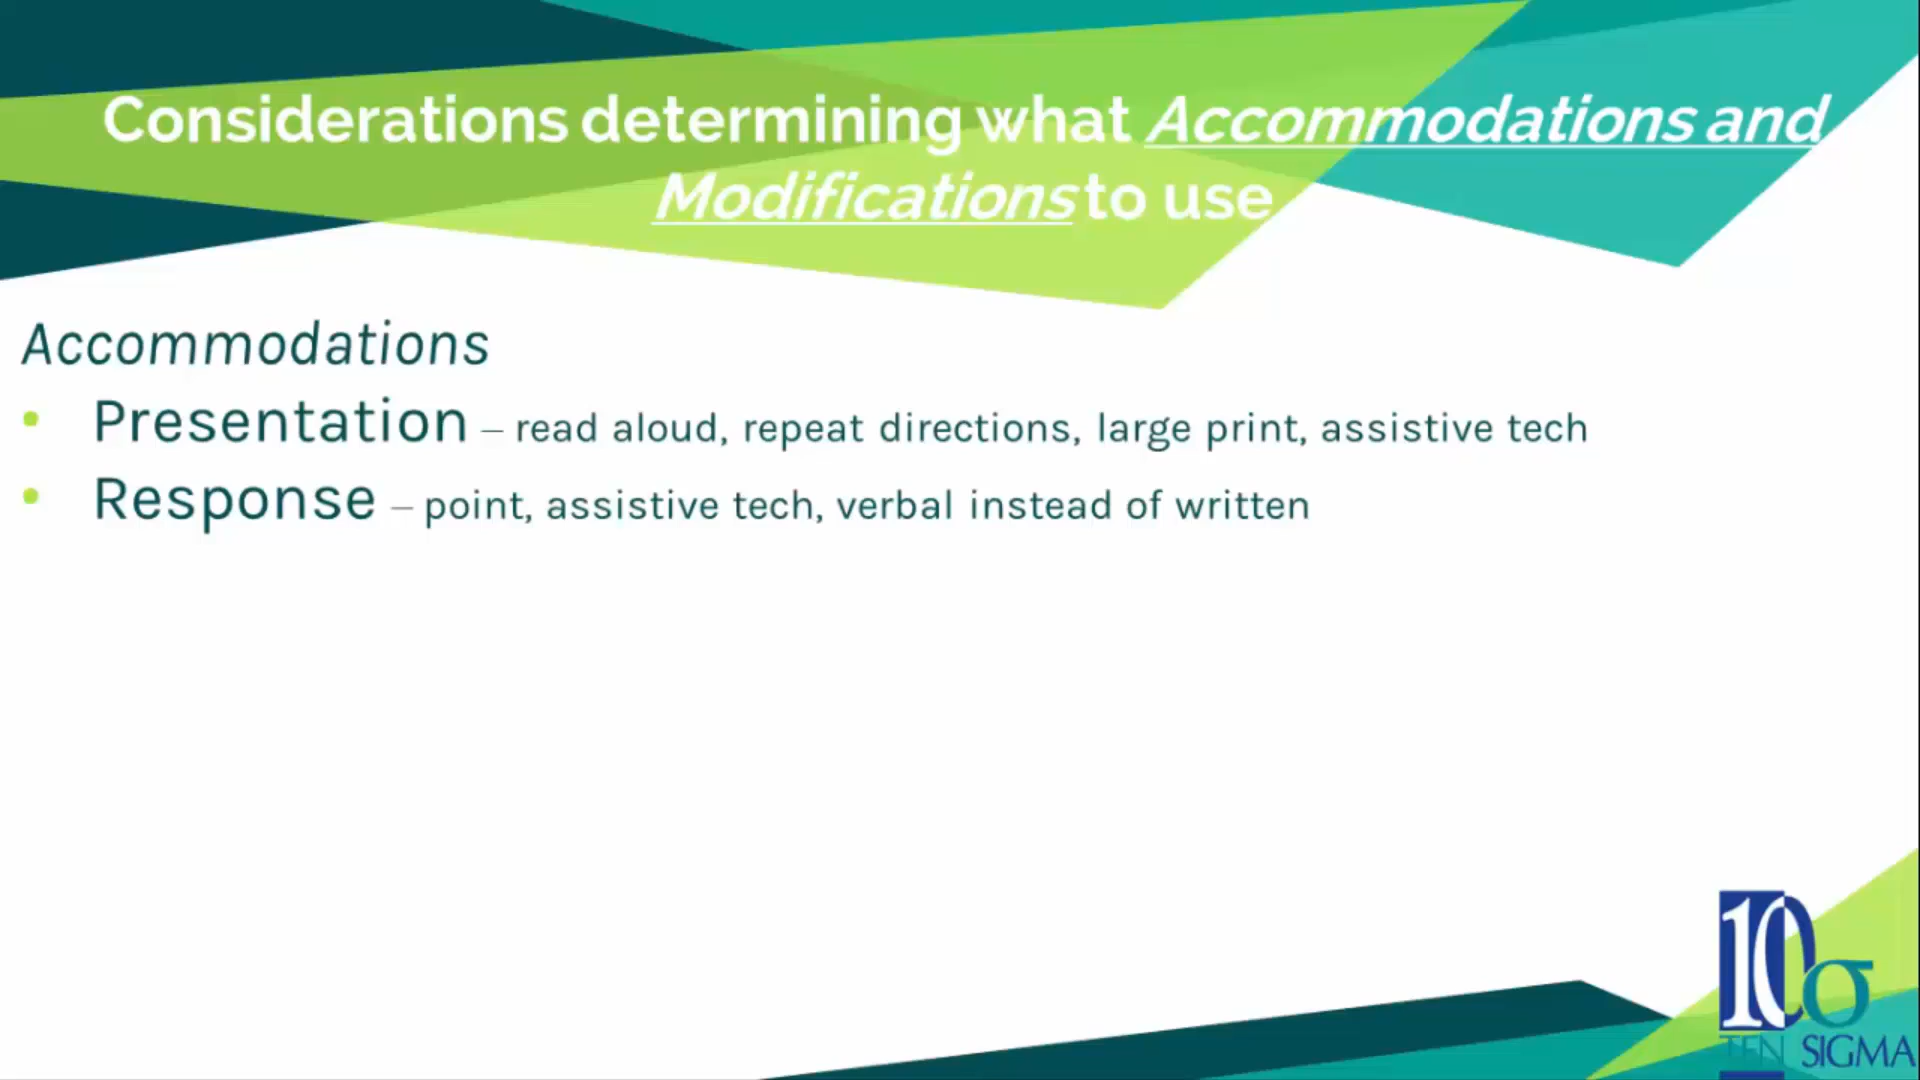 Considerations determining what Accommodations and
Modifications to use
Accommodations
• Presentation – read aloud, repeat directions, large print, assistive tech
• Response – point, assistive tech, verbal instead of written
10σ
TEN SIGMA